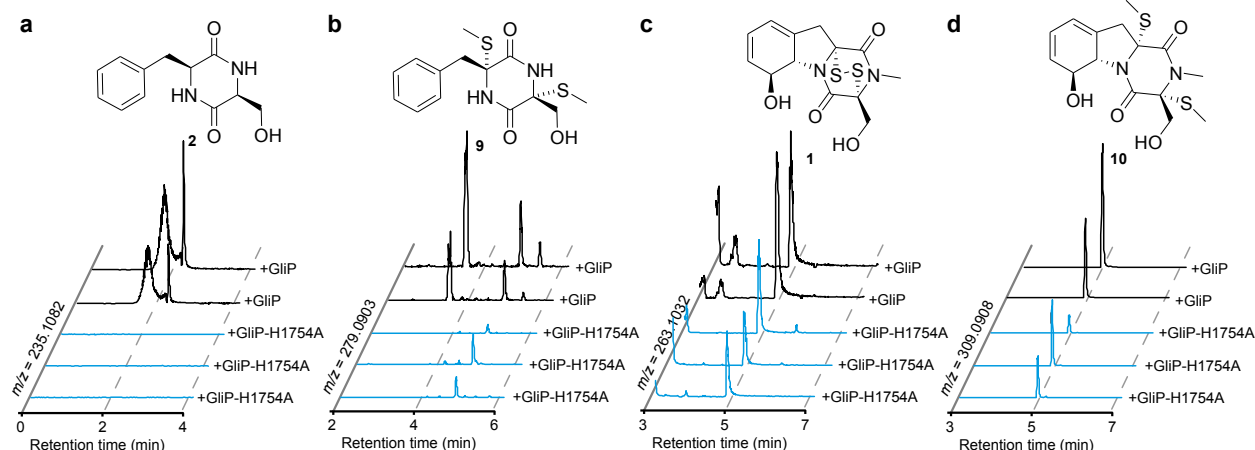 a
O
NH
HN
O
OH
2
m/z = 235.1082
+GliP
+GliP
+GliP-H1754A
+GliP-H1754A
+GliP-H1754A
0
2
4
Retention time (min)
b
S
O
NH
HN
S
O
OH
9
m/z = 279.0903
+GliP
+GliP
+GliP-H1754A
+GliP-H1754A
+GliP-H1754A
2
4
6
Retention time (min)
c
O
N
S
S
N
OH
O
HO
1
m/z = 263.1032
+GliP
+GliP
+GliP-H1754A
+GliP-H1754A
+GliP-H1754A
3
5
7
Retention time (min)
d
S
O
N
N
OH
O
S
HO
10
m/z = 309.0908
+GliP
+GliP
+GliP-H1754A
+GliP-H1754A
+GliP-H1754A
3
5
7
Retention time (min)